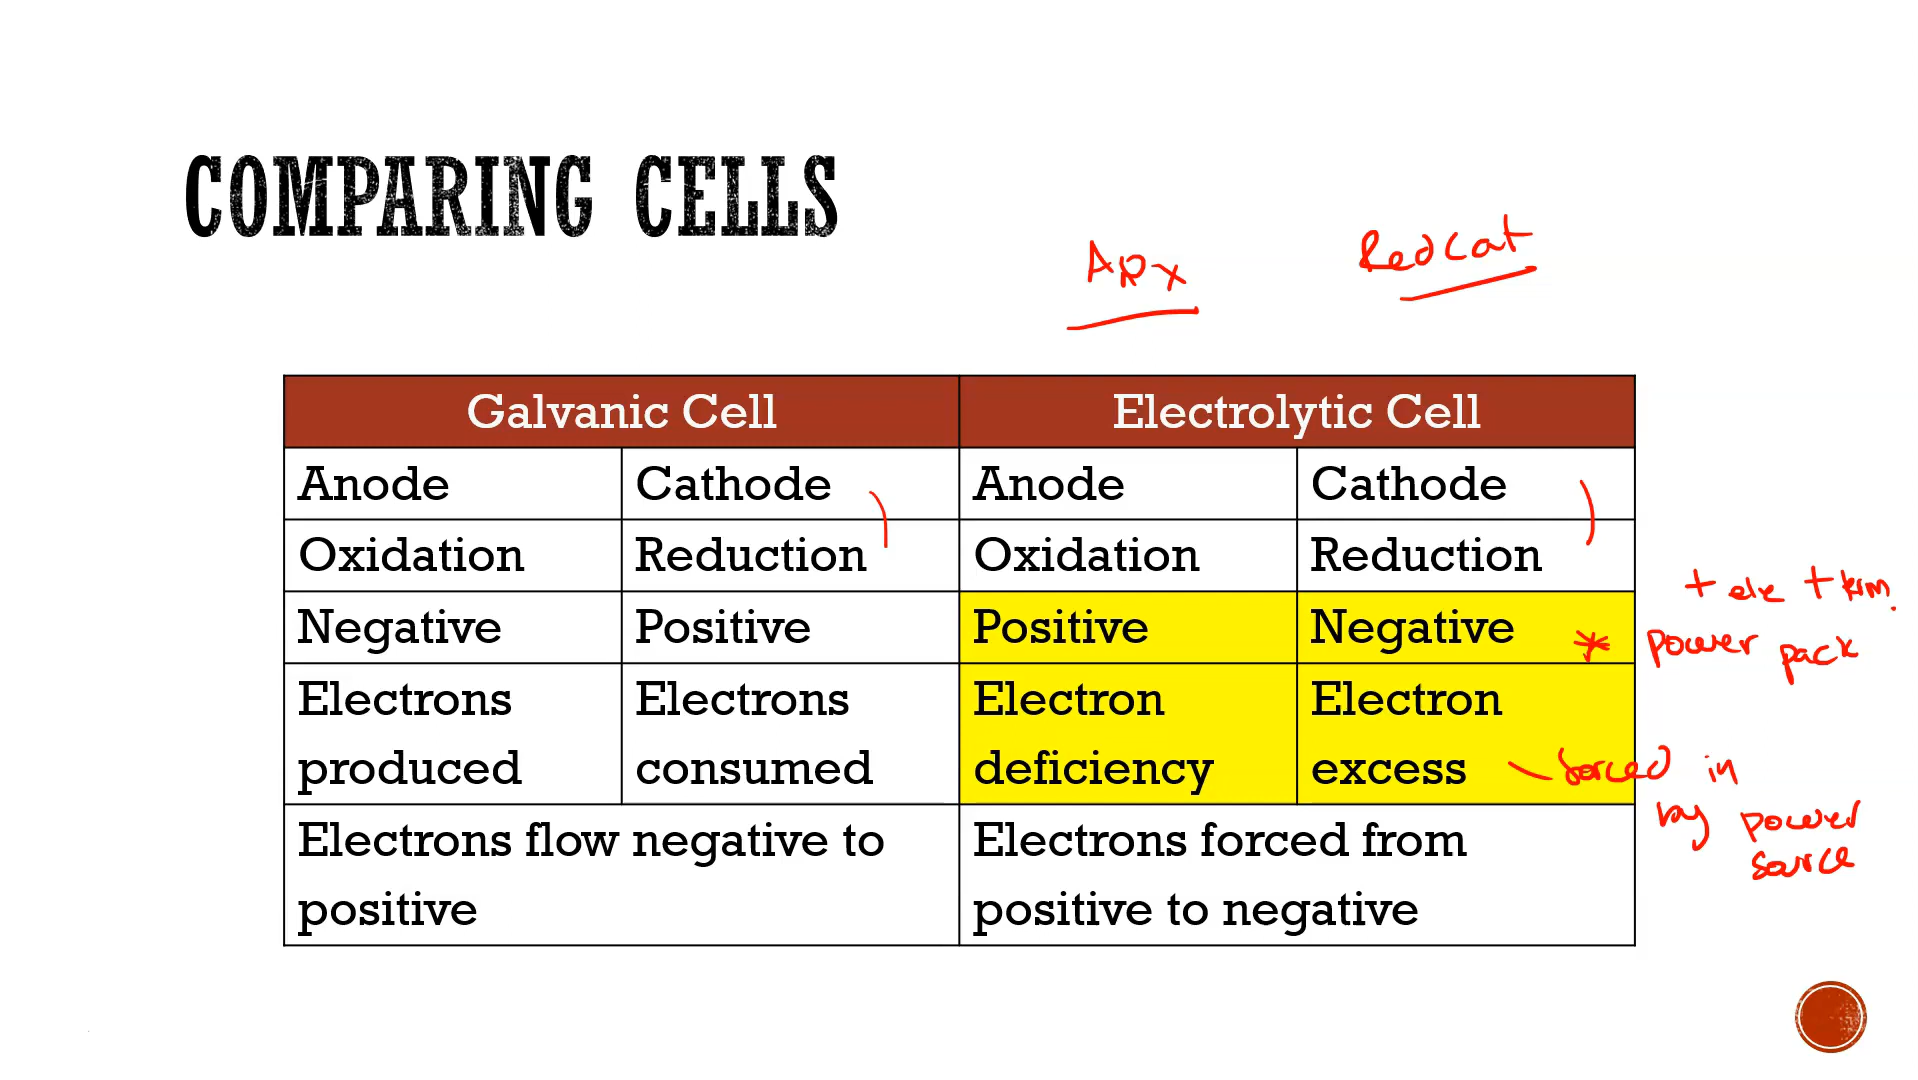 COMPARING CELLS
Redcat
Galvanic Cell Electrolytic Cell
Anode Cathode Anode Cathode
Oxidation Reduction Oxidation Reduction
+ ele + term.
Negative Positive Positive Negative * power pack
Electrons Electrons Electron Electron
produced consumed deficiency excess – forced in
by power
source
Electrons flow negative to Electrons forced from
positive positive to negative